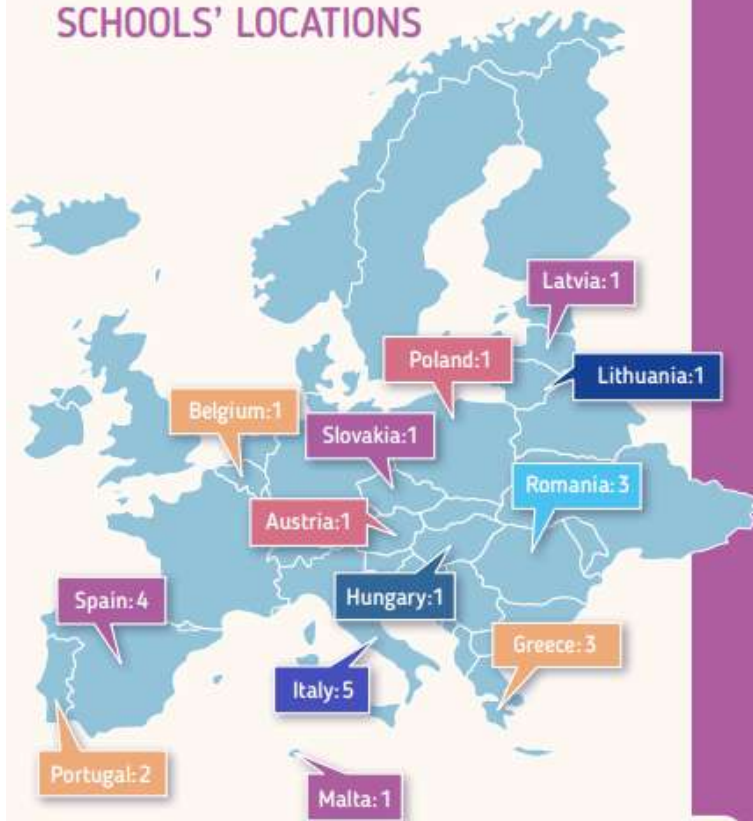 SCHOOLS' LOCATIONS
Latvia: 1
Poland:1
Lithuania:1
Belgium:1
Slovakia:1
Romania: 3
Austria:1
Spain: 4
Hungary:1
Greece: 3
Italy: 5
Portugal: 2
Malta: 1